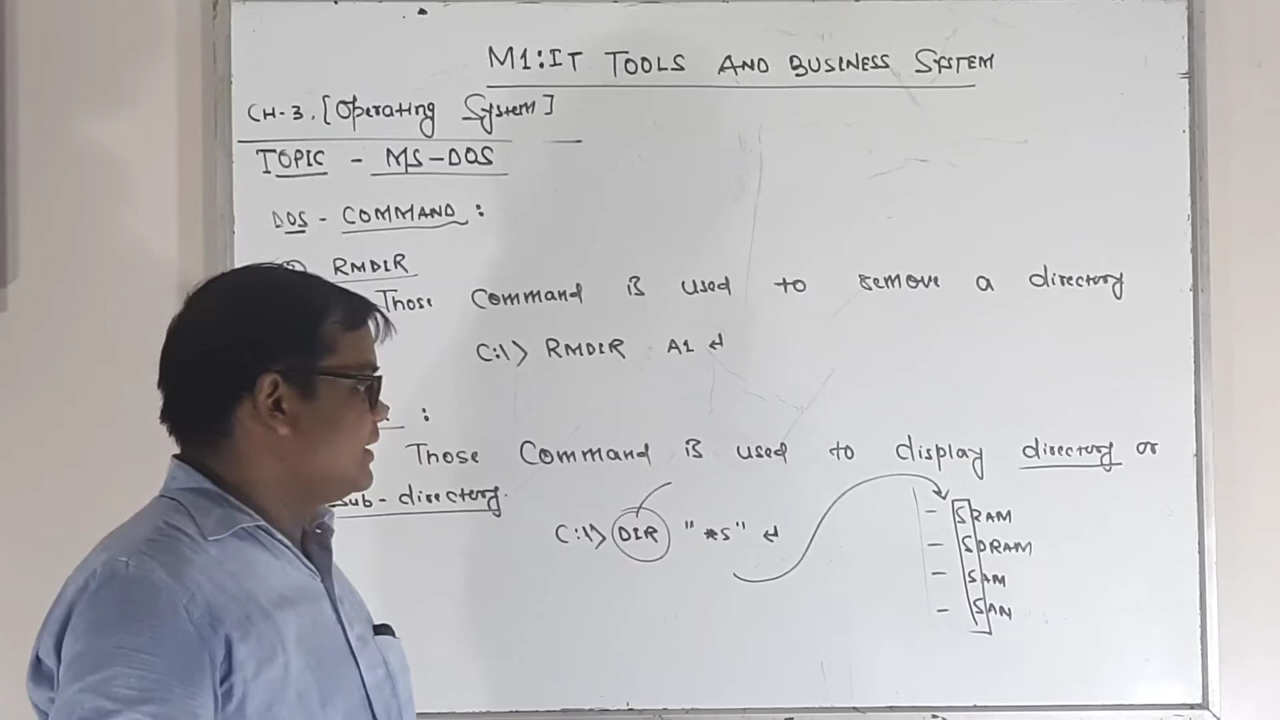 M1:IT TOOLS AND BUSINESS SYSTEM
CH-3. [Operating System]
TOPIC - MS-DOS
DOS - COMMAND :
RMDIR
Those Command is used to remove a directory
C:\> RMDIR A1 ↵
:
Those Command is used to display directory or
Sub-directory.
C:\> DIR "*S" ↵
- SRAM
- SDRAM
- SAM
- SAN